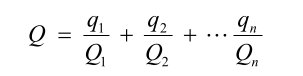 Q = q₁/Q₁ + q₂/Q₂ + ⋯ qₙ/Qₙ